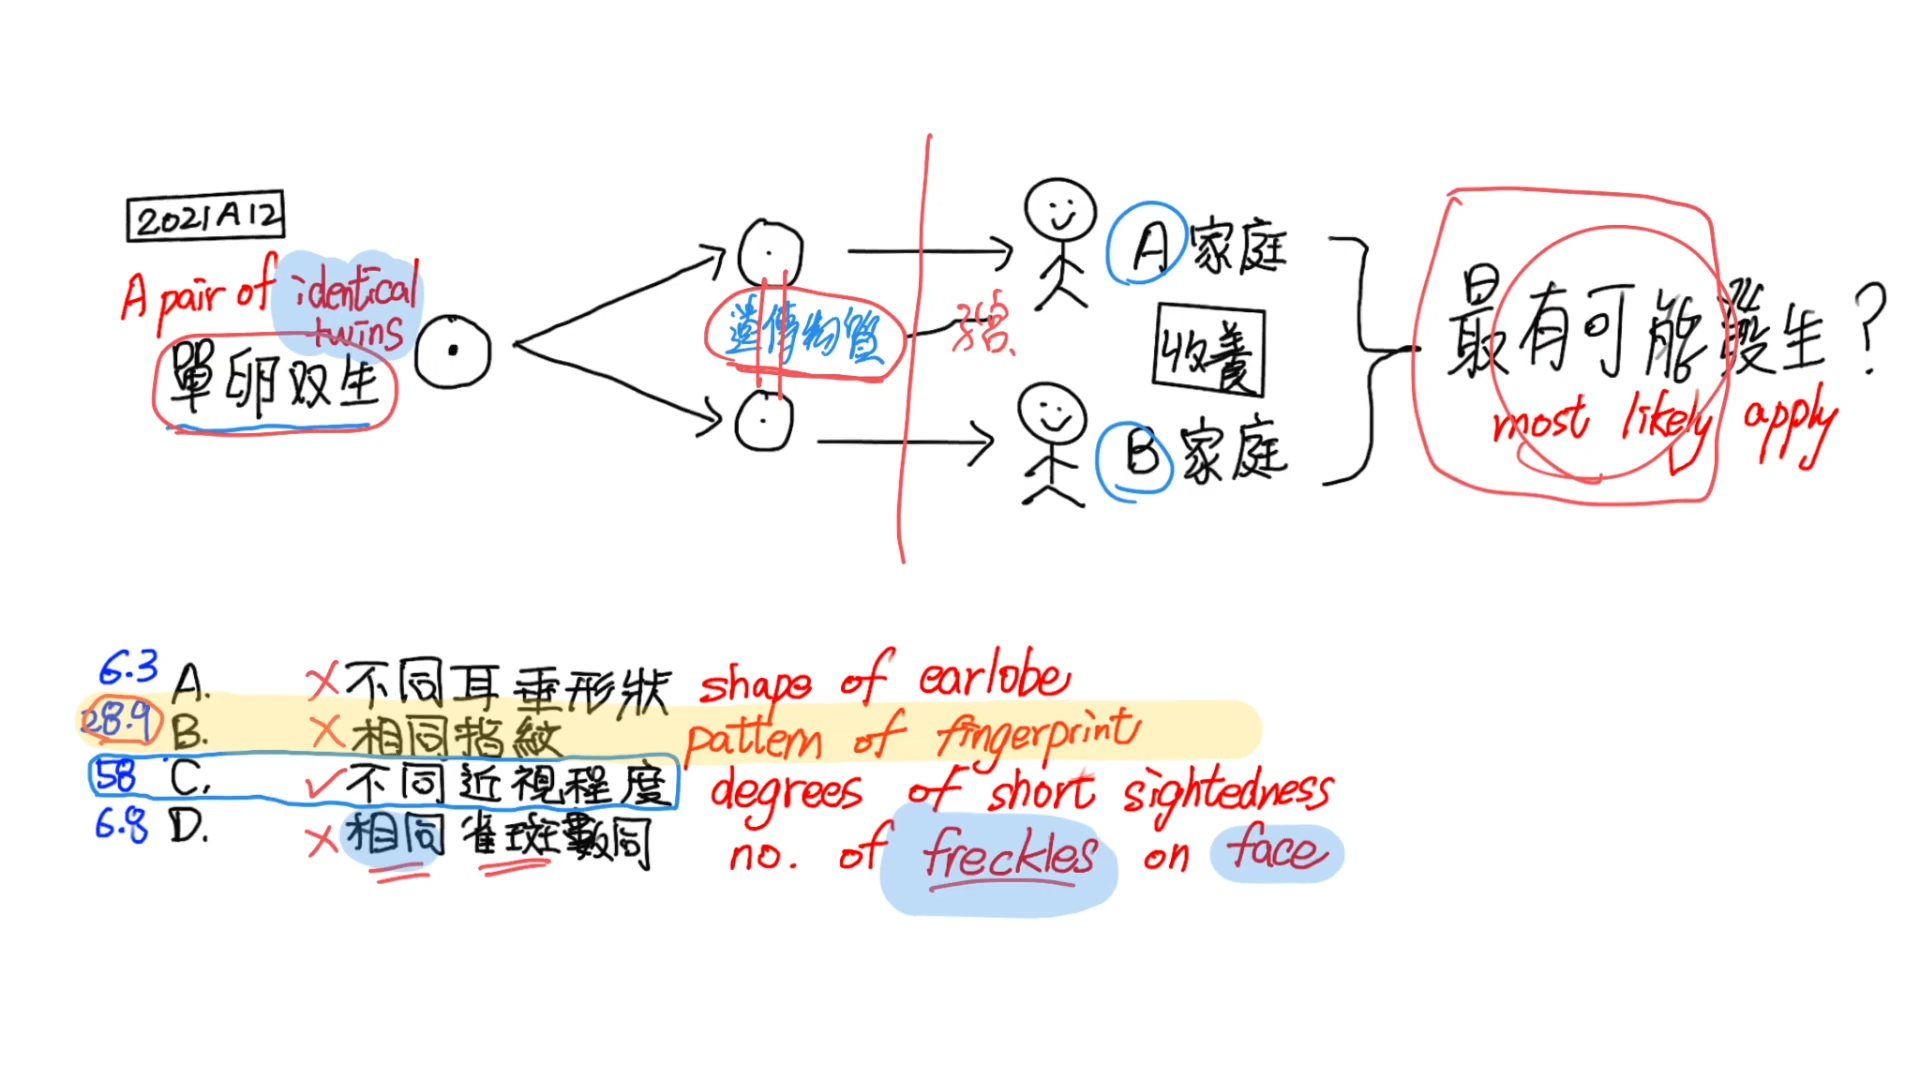 2021A12
A pair of identical twins
單卵双生
遺傳物質
A 家庭
收養
B 家庭
最有可能發生？
most likely apply
6.3 A. ✗ 不同耳垂形狀 shape of earlobe
28.9 B. ✗ 相同指紋 pattern of fingerprint
58 C. ✓ 不同近視程度 degrees of short sightedness
6.8 D. ✗ 相同雀斑數同 no. of freckles on face